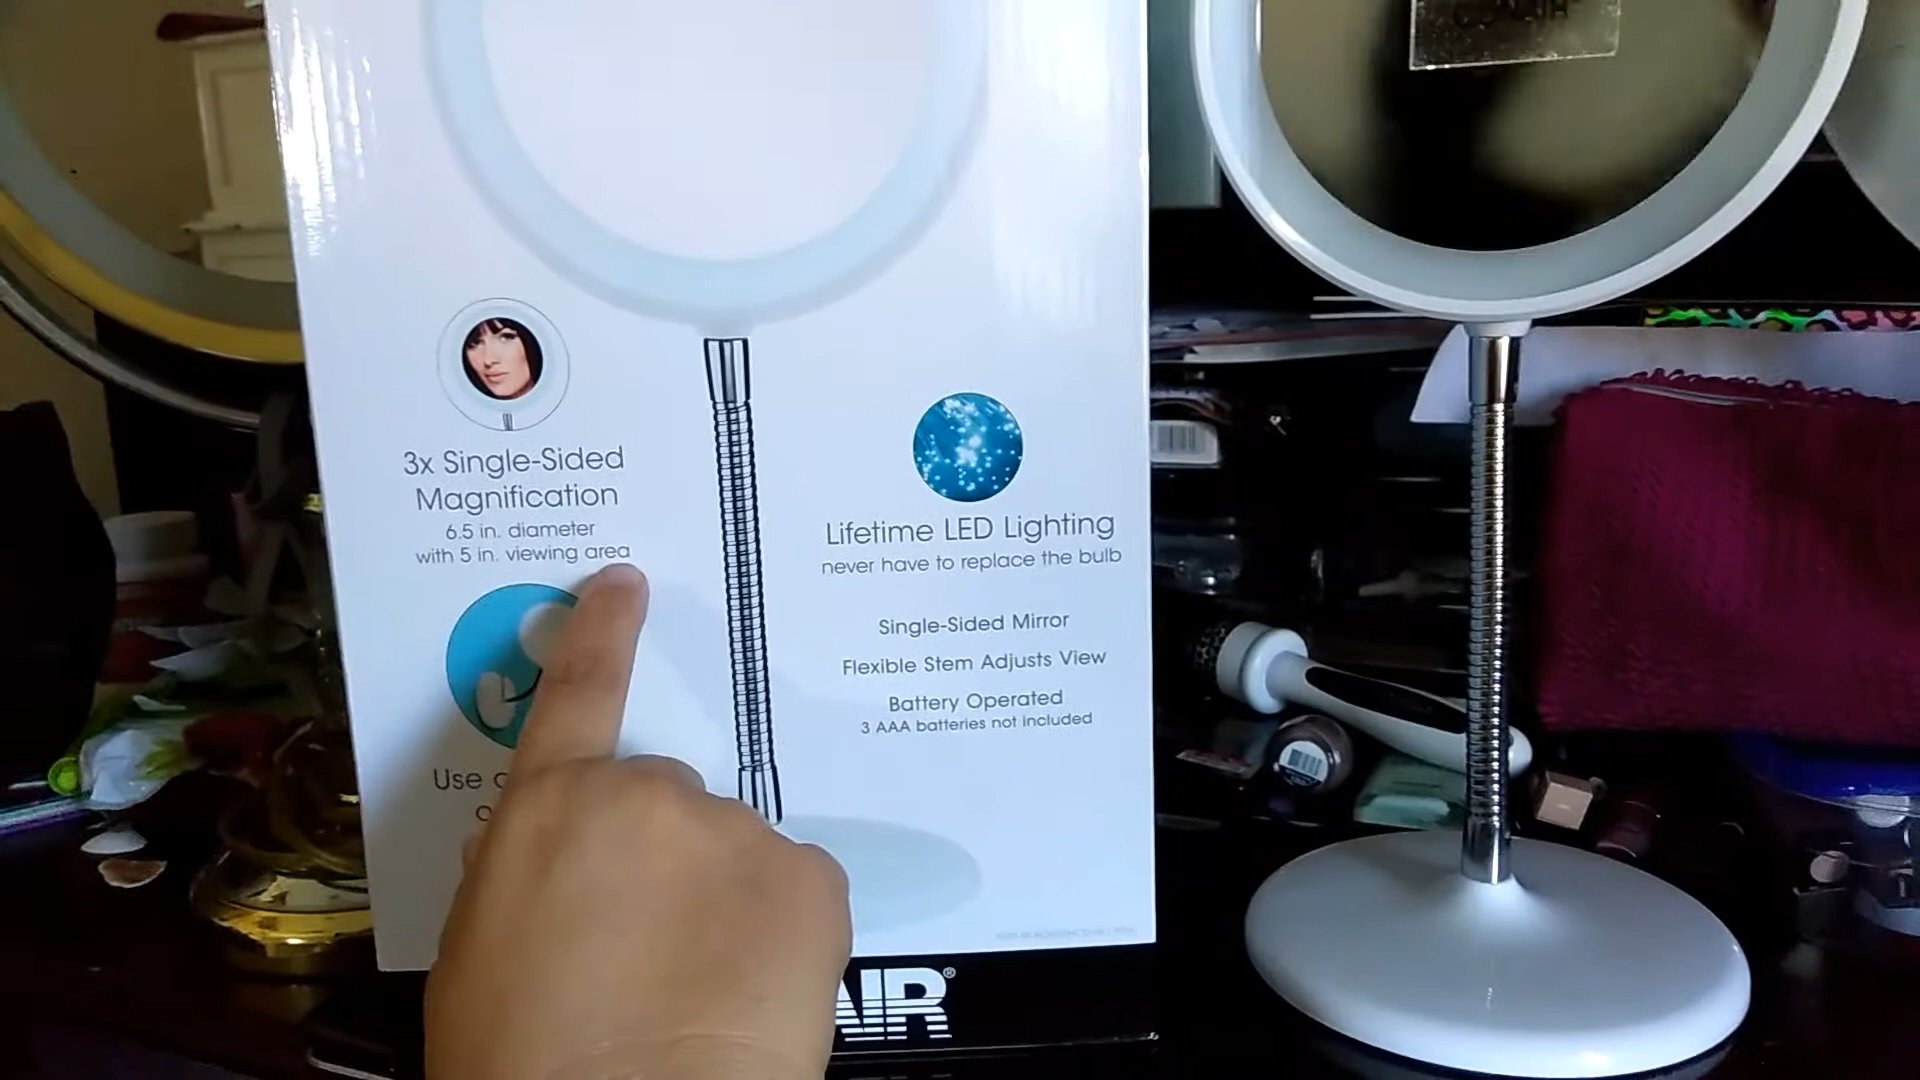 3x Single-Sided
Magnification
6.5 in. diameter
with 5 in. viewing area
Use
Lifetime LED Lighting
never have to replace the bulb
Single-Sided Mirror
Flexible Stem Adjusts View
Battery Operated
3 AAA batteries not included
AIR®